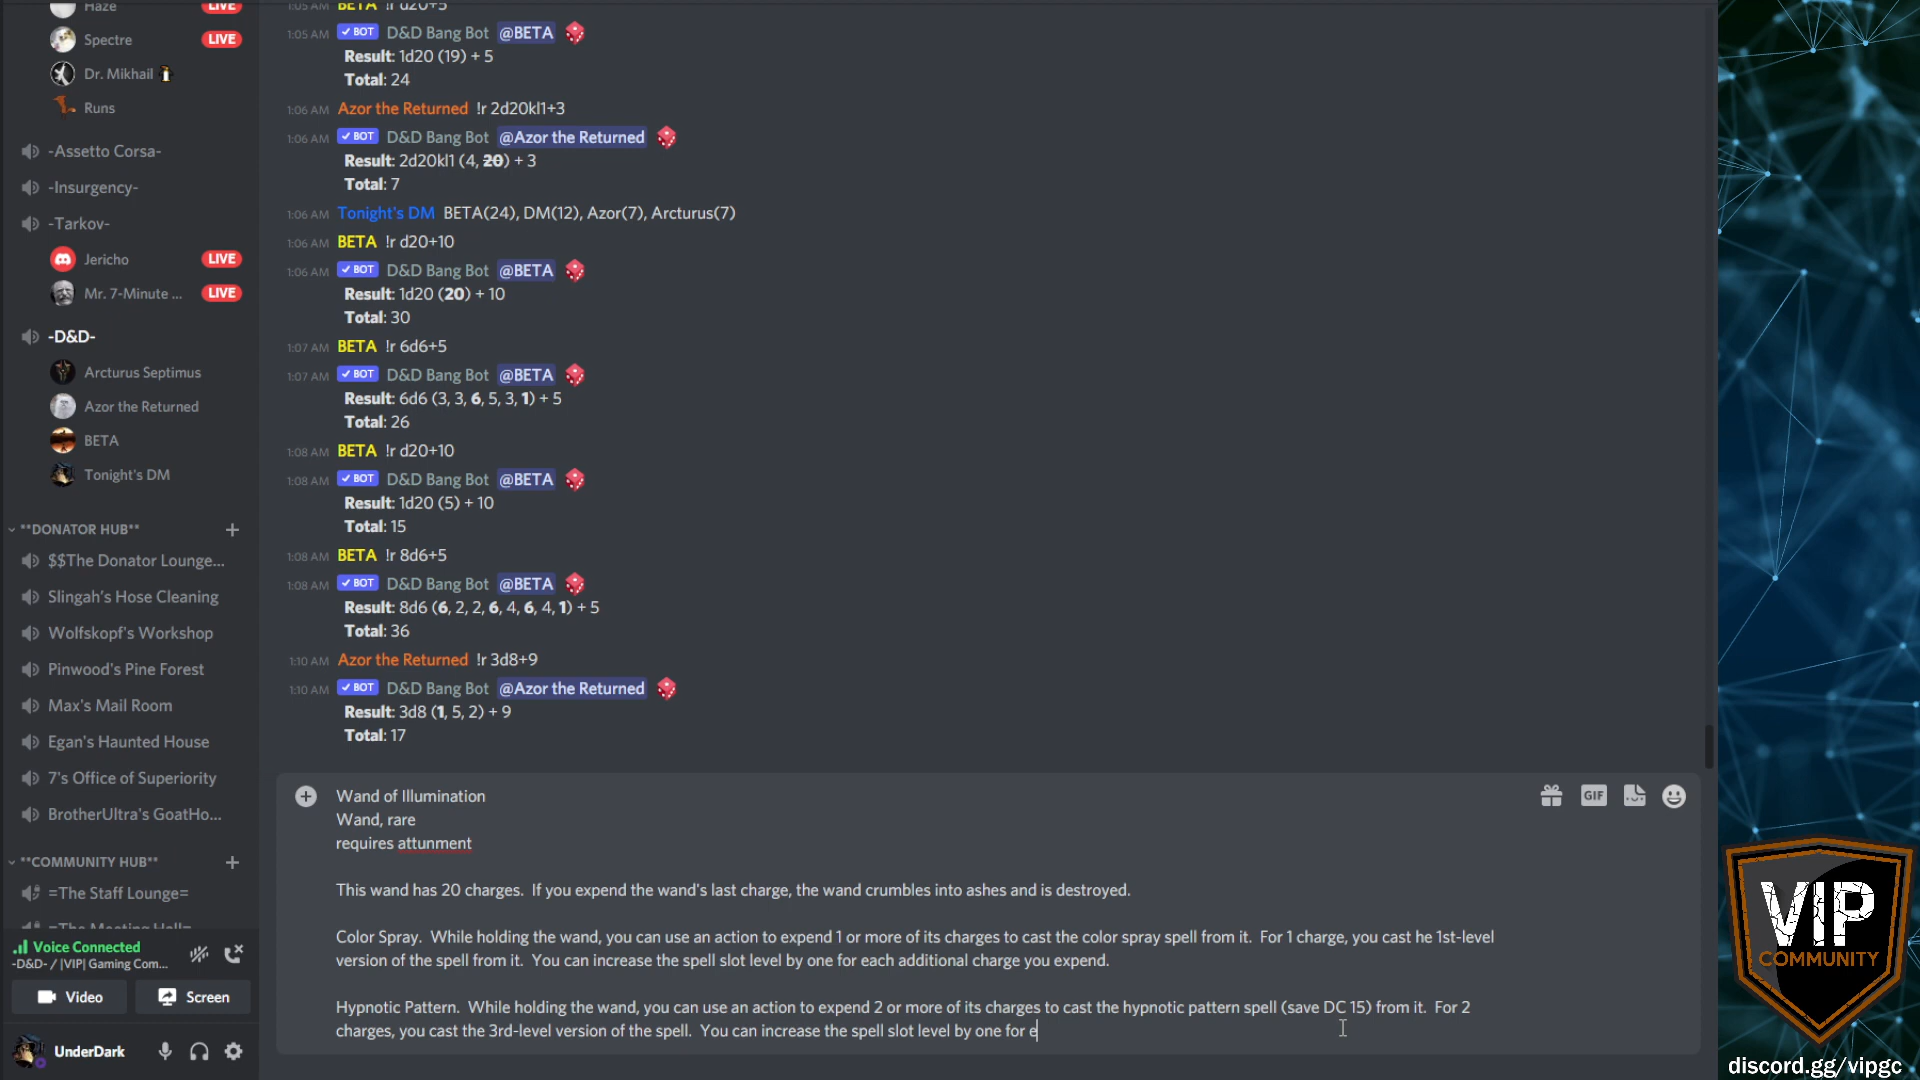 Haze LIVE
Spectre LIVE
Dr. Mikhail
Runs
-Assetto Corsa-
-Insurgency-
-Tarkov-
Jericho LIVE
Mr. 7-Minute ... LIVE
-D&D-
Arcturus Septimus
Azor the Returned
BETA
Tonight's DM
**DONATOR HUB**
$$The Donator Lounge...
Slingah's Hose Cleaning
Wolfskopf's Workshop
Pinwood's Pine Forest
Max's Mail Room
Egan's Haunted House
7's Office of Superiority
BrotherUltra's GoatHo...
**COMMUNITY HUB**
=The Staff Lounge=
=The Meeting Hall=
Voice Connected
-D&D- / |VIP| Gaming Com...
Video Screen
UnderDark
1:05 AM BETA !r d20+5
1:05 AM BOT D&D Bang Bot @BETA
Result: 1d20 (19) + 5
Total: 24
1:06 AM Azor the Returned !r 2d20kl1+3
1:06 AM BOT D&D Bang Bot @Azor the Returned
Result: 2d20kl1 (4, 20) + 3
Total: 7
1:06 AM Tonight's DM BETA(24), DM(12), Azor(7), Arcturus(7)
1:06 AM BETA !r d20+10
1:06 AM BOT D&D Bang Bot @BETA
Result: 1d20 (20) + 10
Total: 30
1:07 AM BETA !r 6d6+5
1:07 AM BOT D&D Bang Bot @BETA
Result: 6d6 (3, 3, 6, 5, 3, 1) + 5
Total: 26
1:08 AM BETA !r d20+10
1:08 AM BOT D&D Bang Bot @BETA
Result: 1d20 (5) + 10
Total: 15
1:08 AM BETA !r 8d6+5
1:08 AM BOT D&D Bang Bot @BETA
Result: 8d6 (6, 2, 2, 6, 4, 6, 4, 1) + 5
Total: 36
1:10 AM Azor the Returned !r 3d8+9
1:10 AM BOT D&D Bang Bot @Azor the Returned
Result: 3d8 (1, 5, 2) + 9
Total: 17
Wand of Illumination
Wand, rare
requires attunment
This wand has 20 charges. If you expend the wand's last charge, the wand crumbles into ashes and is destroyed.
Color Spray. While holding the wand, you can use an action to expend 1 or more of its charges to cast the color spray spell from it. For 1 charge, you cast he 1st-level
version of the spell from it. You can increase the spell slot level by one for each additional charge you expend.
Hypnotic Pattern. While holding the wand, you can use an action to expend 2 or more of its charges to cast the hypnotic pattern spell (save DC 15) from it. For 2
charges, you cast the 3rd-level version of the spell. You can increase the spell slot level by one for e
GIF
VIP
COMMUNITY
discord.gg/vipgc